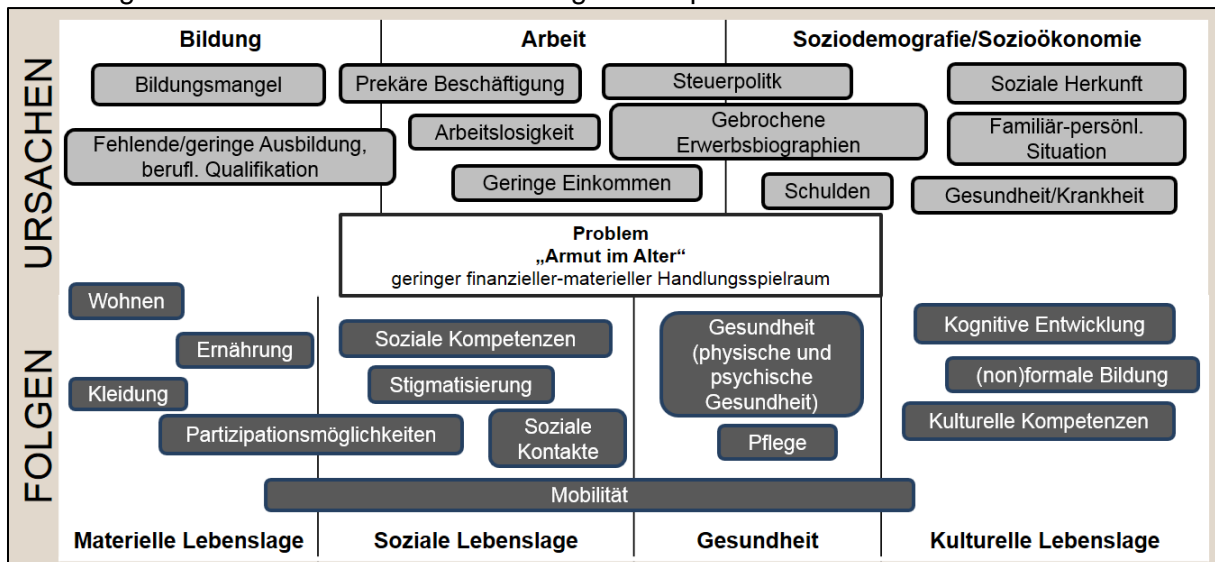 Bildung
Arbeit
Soziodemografie/Sozioökonomie
URSACHEN
Bildungsmangel
Prekäre Beschäftigung
Steuerpolitk
Soziale Herkunft
Fehlende/geringe Ausbildung,
berufl. Qualifikation
Arbeitslosigkeit
Gebrochene
Erwerbsbiographien
Familiär-persönl.
Situation
Geringe Einkommen
Schulden
Gesundheit/Krankheit
Problem
„Armut im Alter“
geringer finanzieller-materieller Handlungsspielraum
FOLGEN
Wohnen
Ernährung
Kleidung
Partizipationsmöglichkeiten
Soziale Kompetenzen
Stigmatisierung
Soziale
Kontakte
Gesundheit
(physische und
psychische
Gesundheit)
Pflege
Kognitive Entwicklung
(non)formale Bildung
Kulturelle Kompetenzen
Mobilität
Materielle Lebenslage
Soziale Lebenslage
Gesundheit
Kulturelle Lebenslage